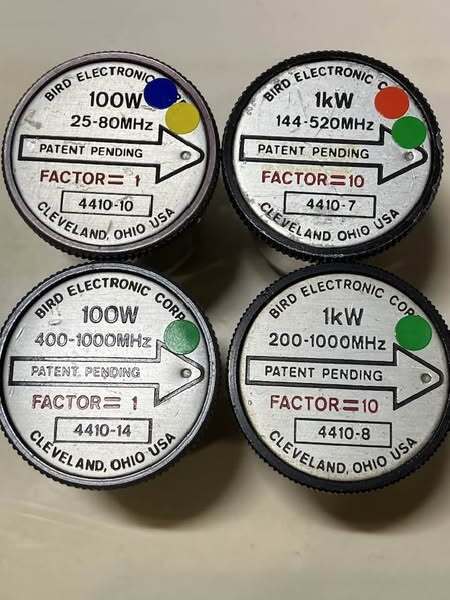 BIRD ELECTRONIC CORP
100W
25-80MHz
PATENT PENDING
FACTOR= 1
4410-10
CLEVELAND, OHIO USA
BIRD ELECTRONIC CORP
1kW
144-520MHz
PATENT PENDING
FACTOR=10
4410-7
CLEVELAND, OHIO USA
BIRD ELECTRONIC CORP.
100W
400-1000MHz
PATENT PENDING
FACTOR= 1
4410-14
CLEVELAND, OHIO USA
BIRD ELECTRONIC CORP
1kW
200-1000MHz
PATENT PENDING
FACTOR=10
4410-8
CLEVELAND, OHIO USA